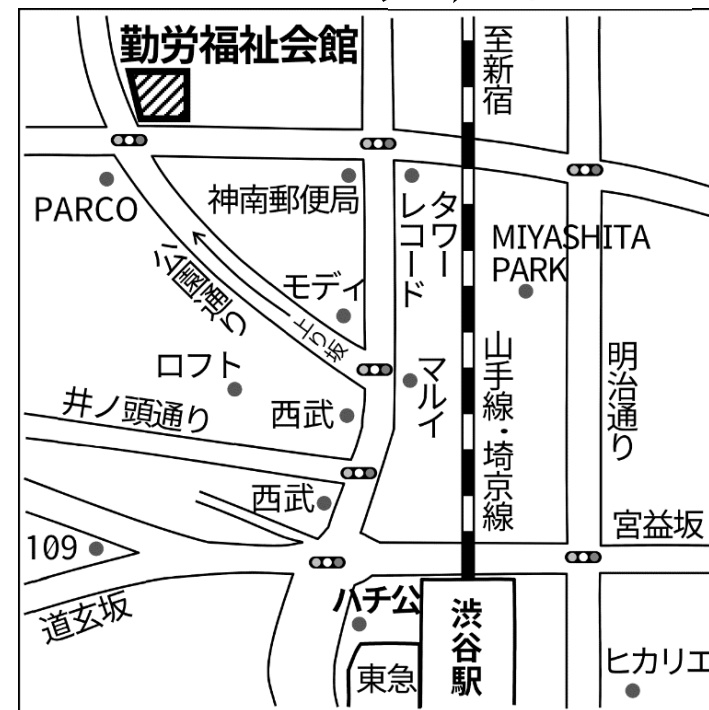 勤労福祉会館
至新宿
PARCO
神南郵便局
タワー
レコード
MIYASHITA
PARK
公園通り
上り坂
モディ
ロフト
マルイ
山手線・埼京線
明治通り
井ノ頭通り
西武
西武
宮益坂
109
道玄坂
ハチ公
渋谷駅
東急
ヒカリエ